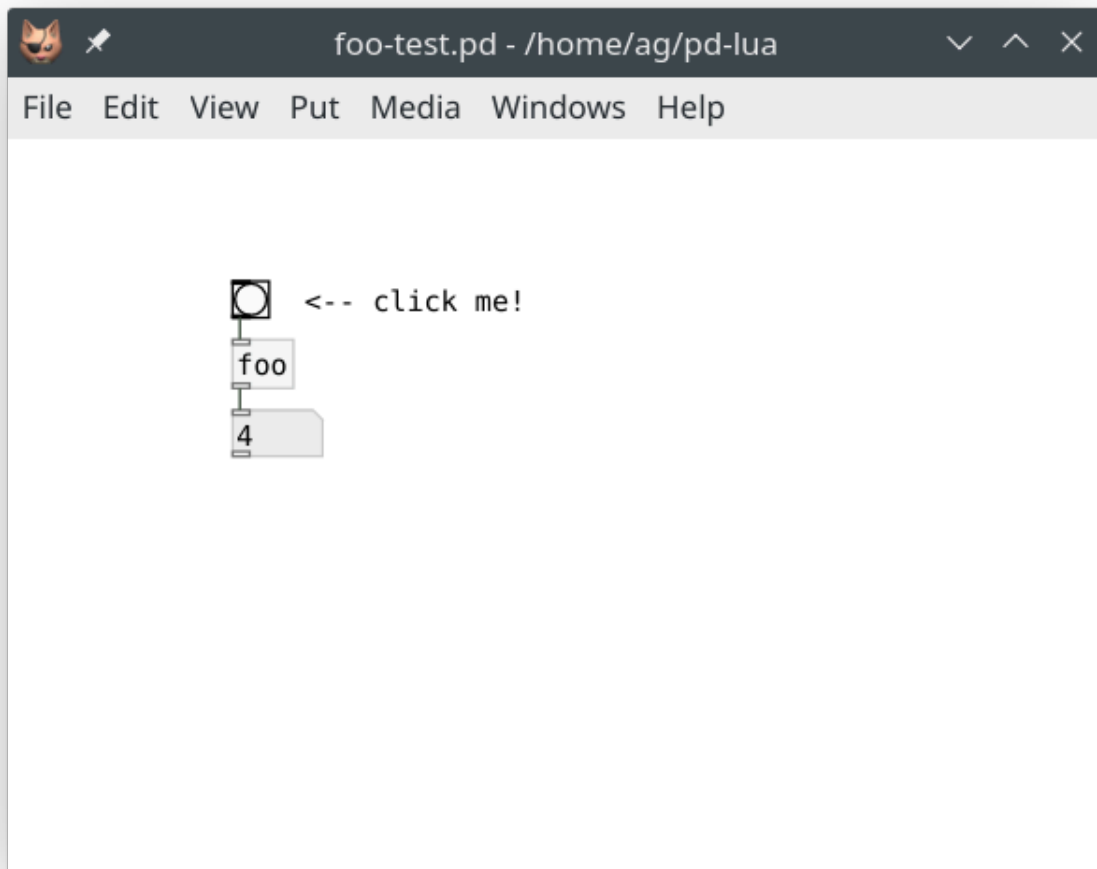 foo-test.pd - /home/ag/pd-lua
File Edit View Put Media Windows Help
<-- click me!
foo
4